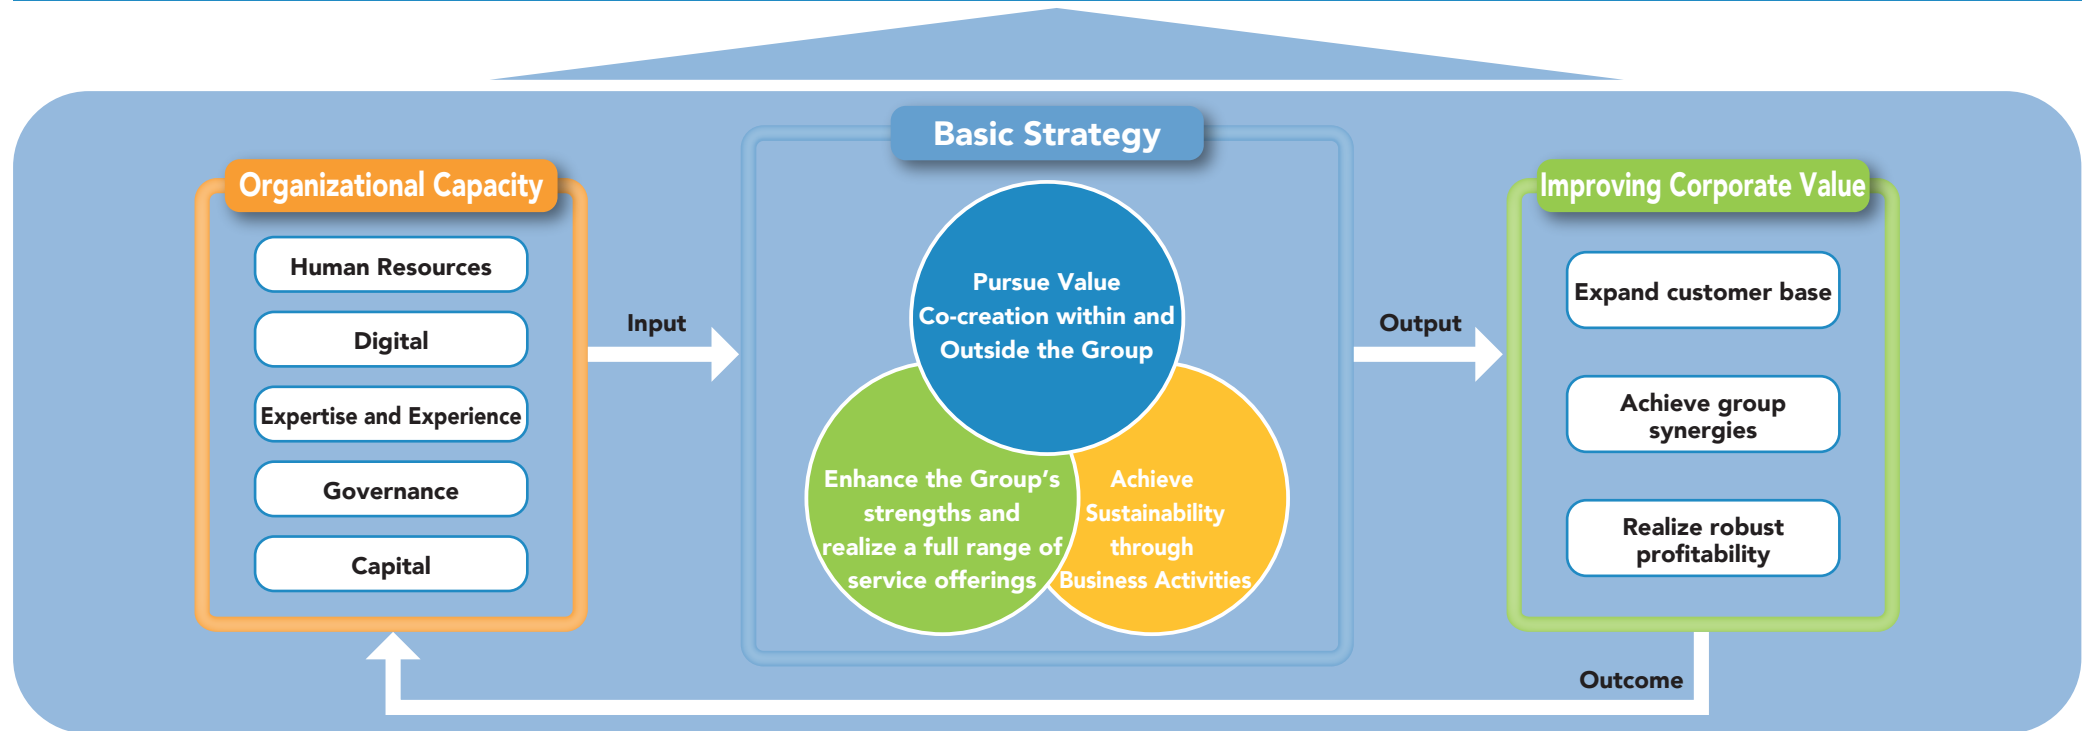 Basic Strategy
Organizational Capacity
Human Resources
Digital
Expertise and Experience
Governance
Capital
Input
Pursue Value
Co-creation within and
Outside the Group
Enhance the Group’s
strengths and
realize a full range of
service offerings
Achieve
Sustainability
through
Business Activities
Output
Improving Corporate Value
Expand customer base
Achieve group
synergies
Realize robust
profitability
Outcome